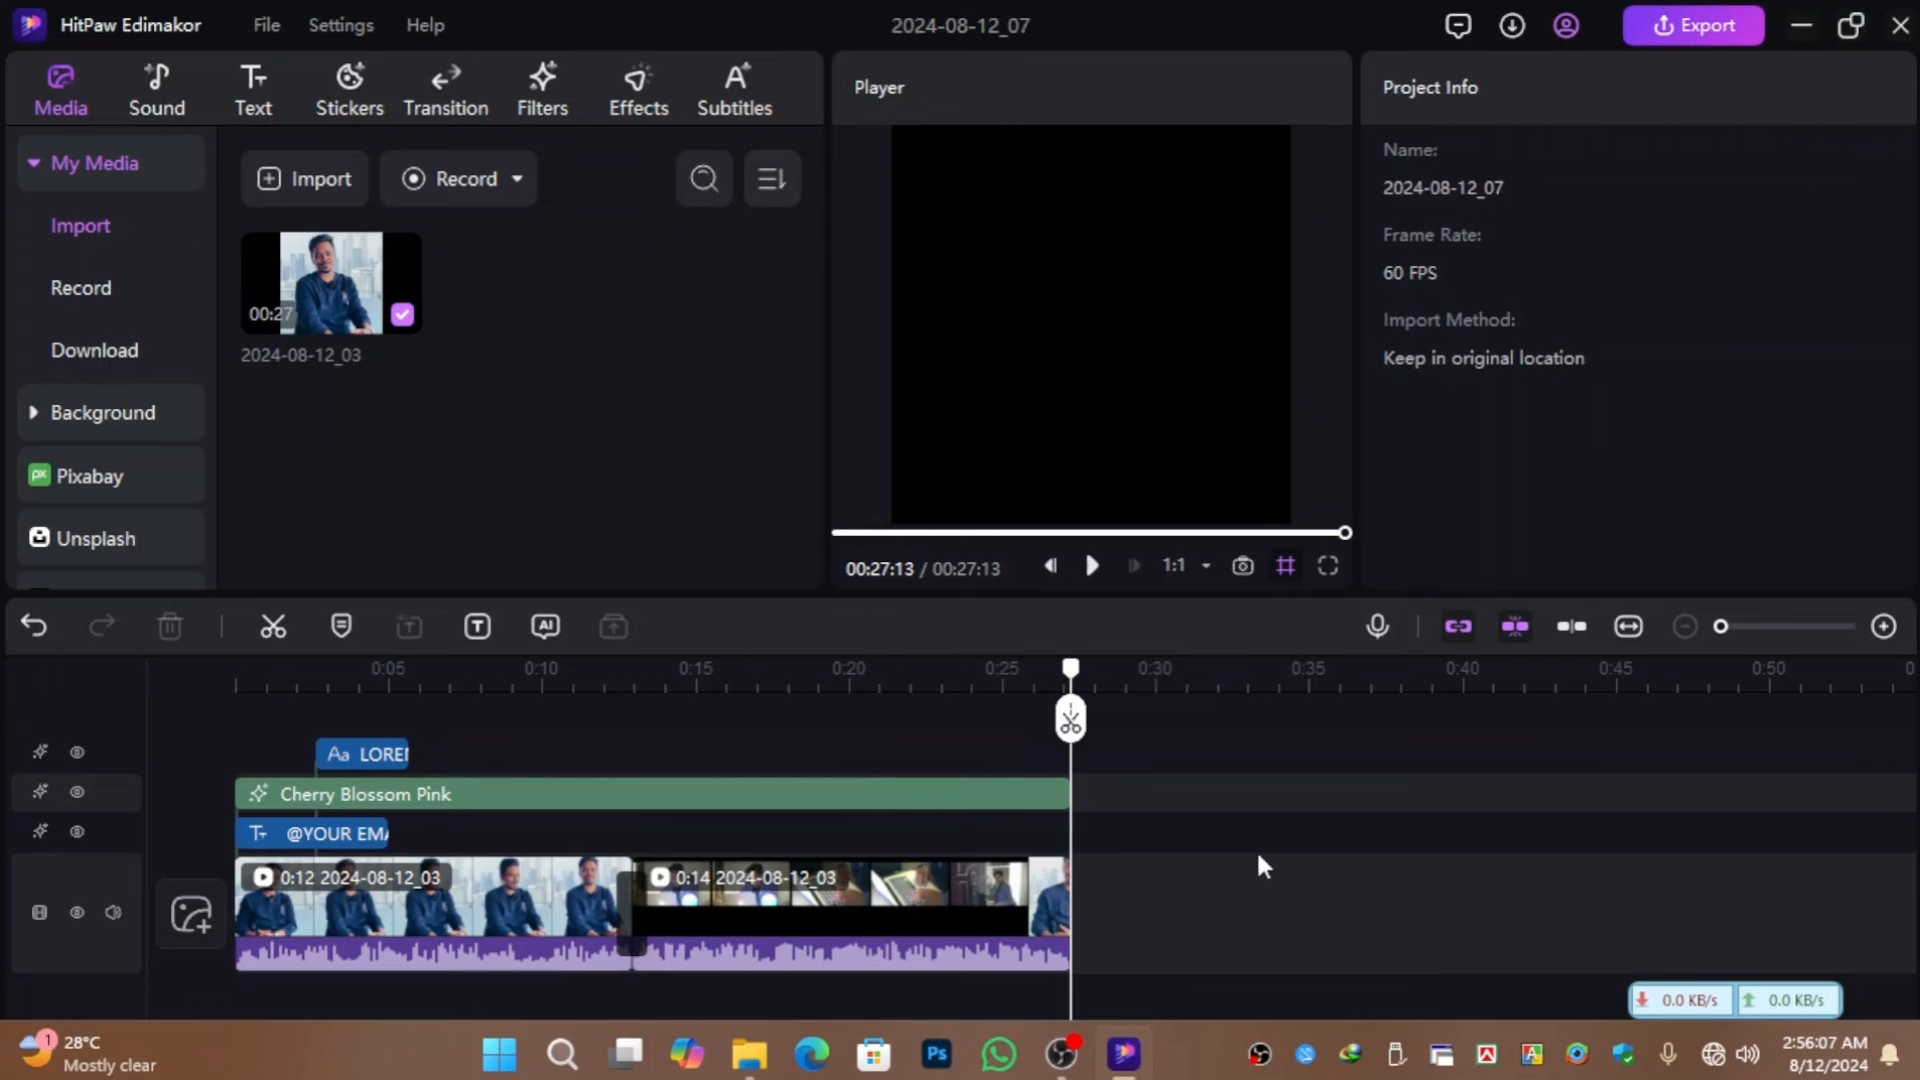 HitPaw Edimakor File Settings Help 2024-08-12_07 Export
Media Sound Text Stickers Transition Filters Effects Subtitles
My Media
Import
Record
Download
Background
Pixabay
Unsplash
Import Record
00:27
2024-08-12_03
Player
00:27:13 / 00:27:13 1:1
Project Info
Name:
2024-08-12_07
Frame Rate:
60 FPS
Import Method:
Keep in original location
0:05 0:10 0:15 0:20 0:25 0:30 0:35 0:40 0:45 0:50 0
Aa LOREM
Cherry Blossom Pink
@YOUR EMA
0:12 2024-08-12_03 0:14 2024-08-12_03
0.0 KB/s 0.0 KB/s
1
28°C
Mostly clear
Ps
2:56:07 AM
8/12/2024